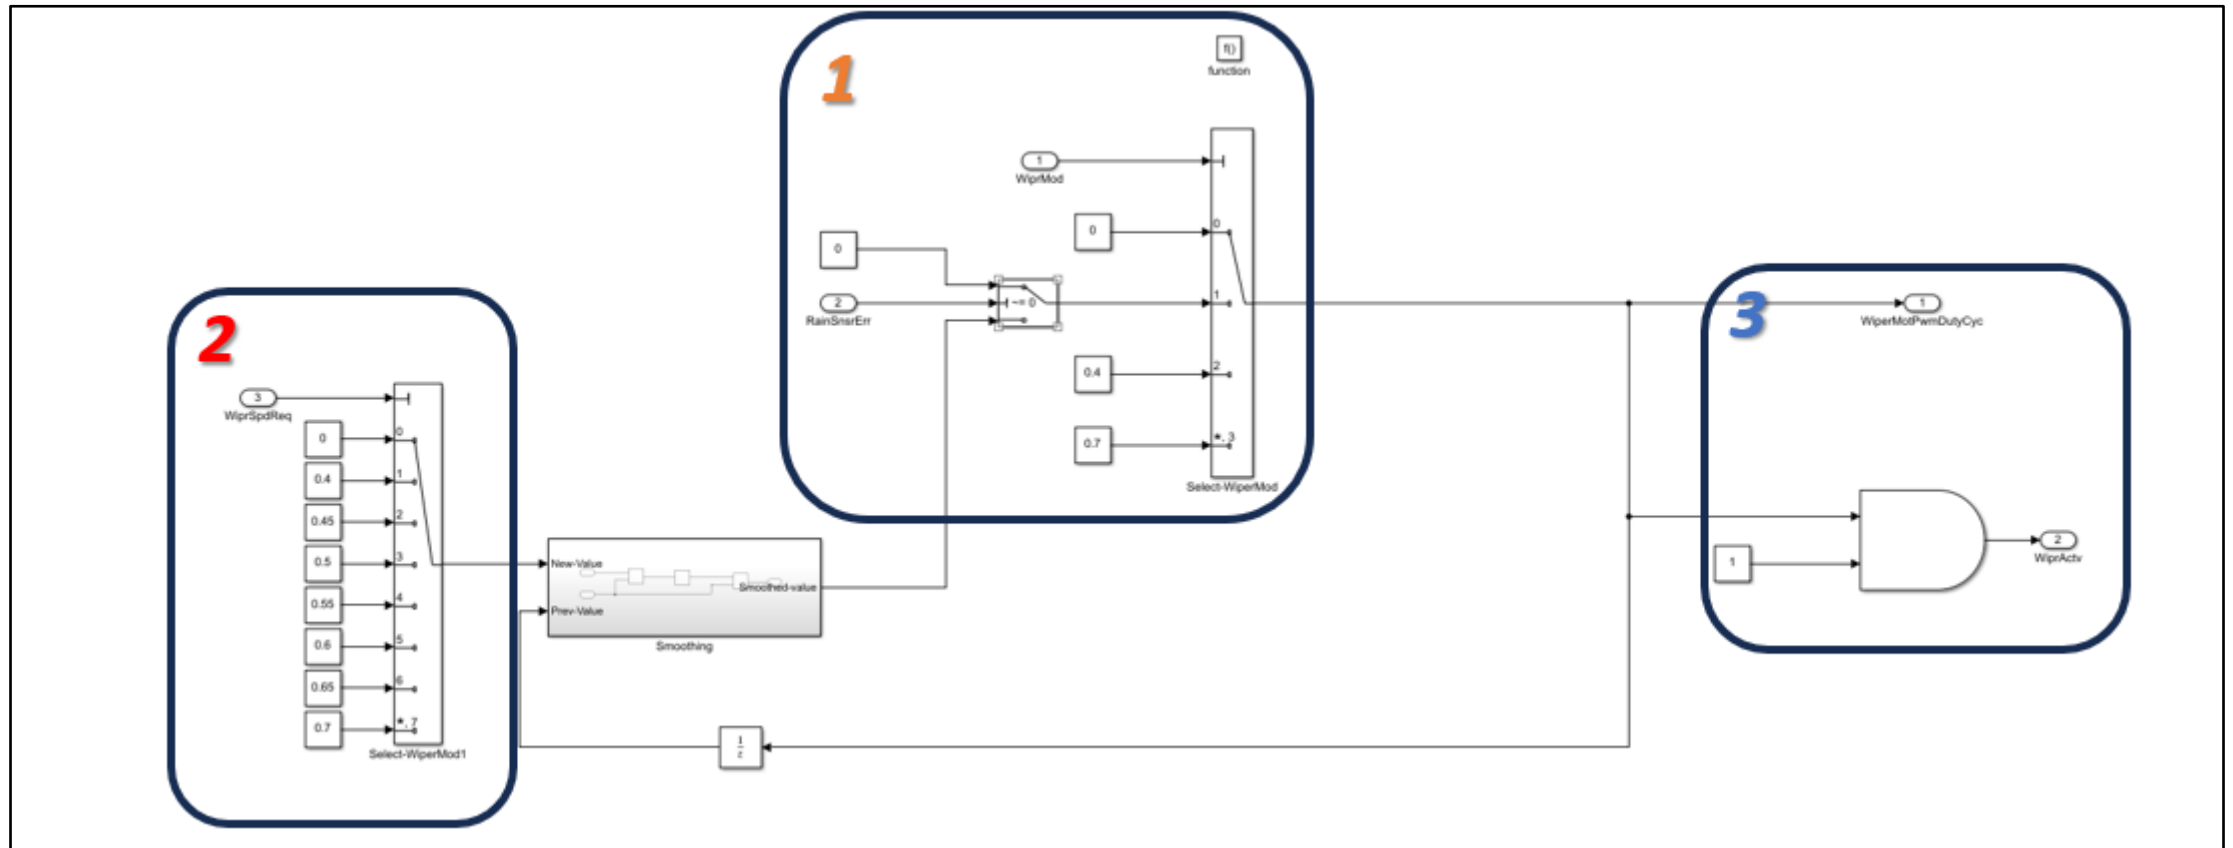 1
f()
function
1
WiprMod
0
0
0
~= 0
1
2
RainSnsrErr
0.4
2
0.7
*, 3
Select-WiperMod
2
3
WiprSpdReq
0
0
0.4
1
0.45
2
0.5
3
0.55
4
0.6
5
0.65
6
0.7
*, 7
Select-WiperMod1
New-Value
Smoothed-value
Prev-Value
Smoothing
1
z
3
1
WiperMotPwmDutyCyc
1
2
WiprActv